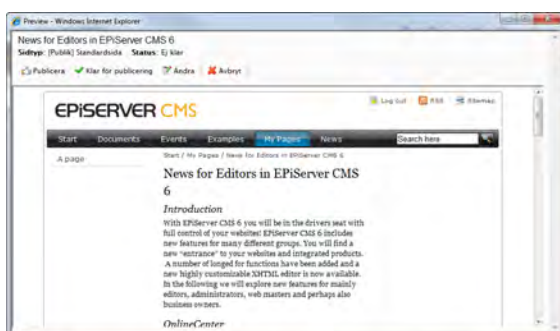 Preview - Windows Internet Explorer
News for Editors in EPiServer CMS 6
Sidtyp: [Publik] Standardsida Status: Ej klar
Publicera Klar för publicering Ändra Avbryt
EPiSERVER CMS
Log out RSS Sitemap
Start Documents Events Examples My Pages News Search here
A page
Start / My Pages / News for Editors in EPiServer CMS 6
News for Editors in EPiServer CMS
6
Introduction
With EPiServer CMS 6 you will be in the drivers seat with
full control of your websites! EPiServer CMS 6 includes
new features for many different groups. You will find a
new "entrance" to your websites and integrated products.
A number of longed for functions have been added and a
new highly customizable XHTML editor is now available.
In the following we will explore new features for mainly
editors, administrators, web masters and perhaps also
business owners.
OnlineCenter